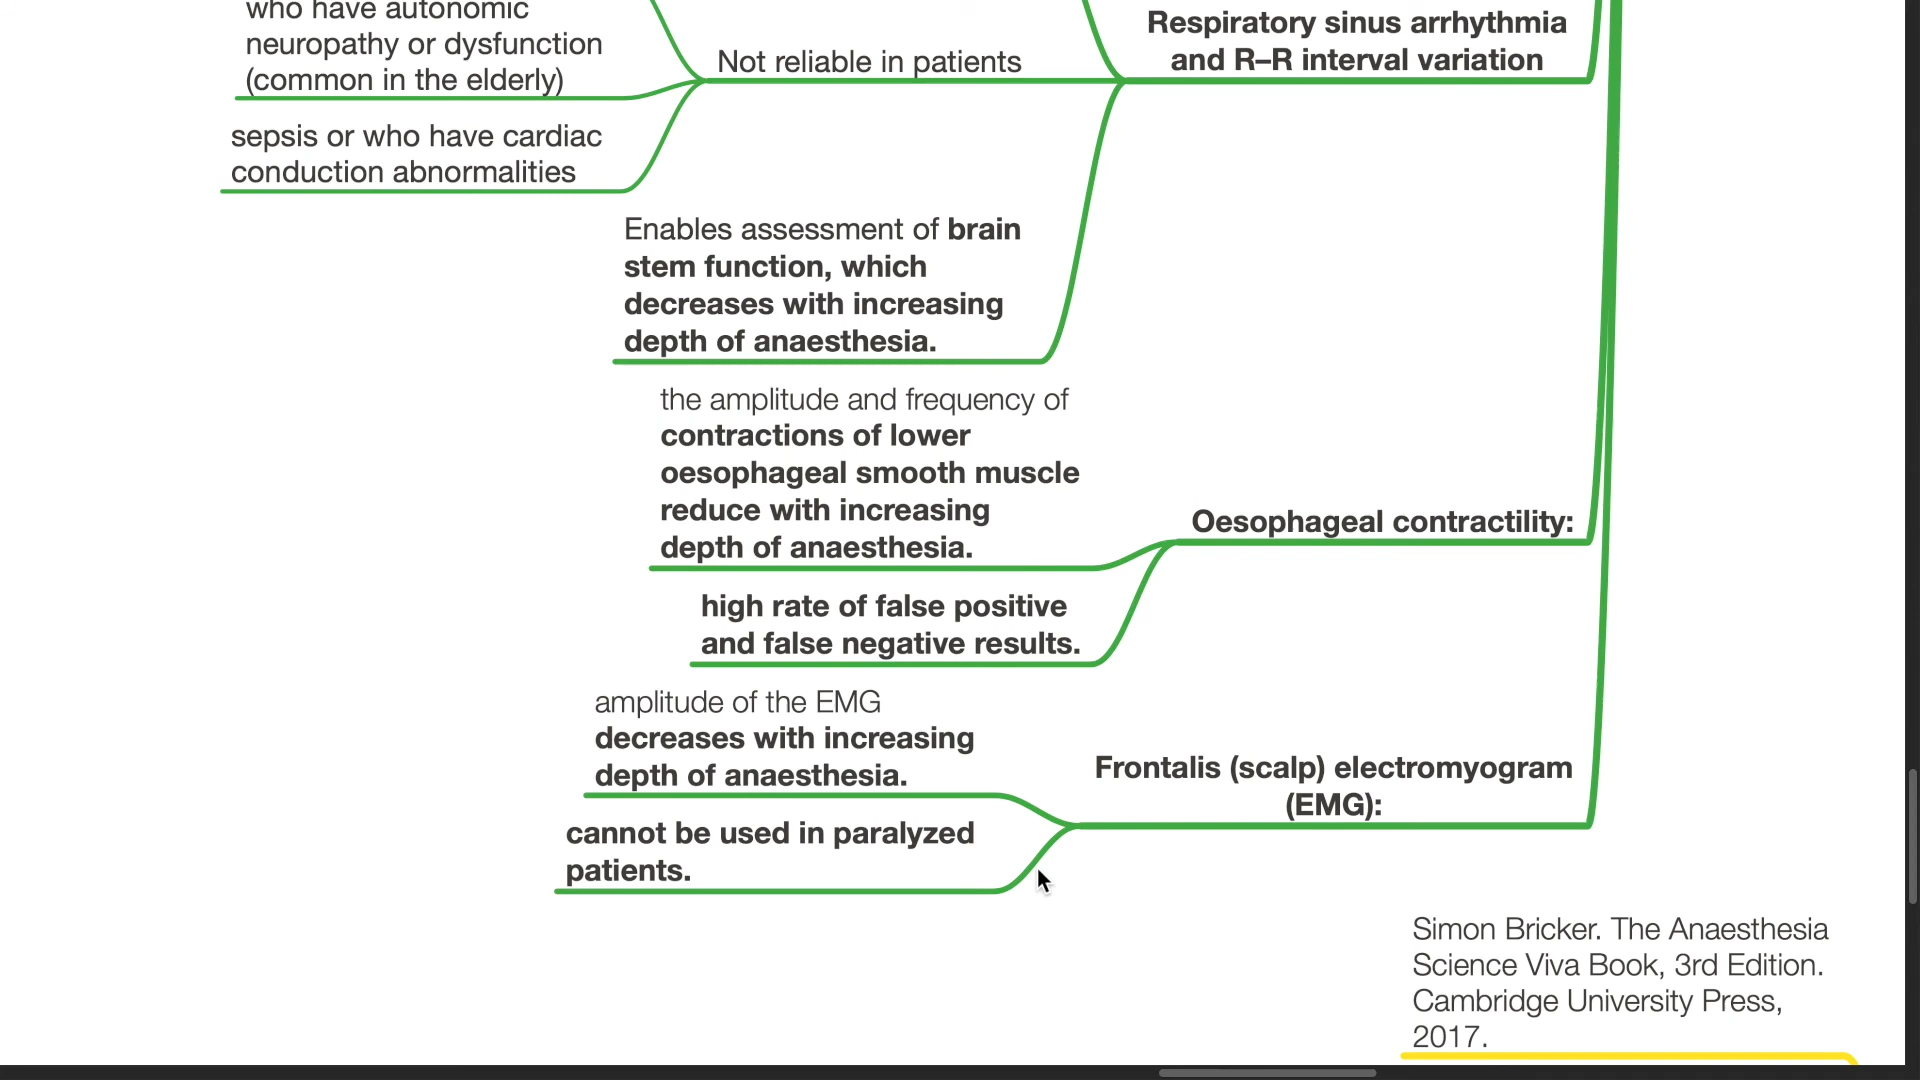 who have autonomic
neuropathy or dysfunction
(common in the elderly)
sepsis or who have cardiac
conduction abnormalities
Not reliable in patients
Respiratory sinus arrhythmia
and R–R interval variation
Enables assessment of brain
stem function, which
decreases with increasing
depth of anaesthesia.
the amplitude and frequency of
contractions of lower
oesophageal smooth muscle
reduce with increasing
depth of anaesthesia.
Oesophageal contractility:
high rate of false positive
and false negative results.
amplitude of the EMG
decreases with increasing
depth of anaesthesia.
Frontalis (scalp) electromyogram
(EMG):
cannot be used in paralyzed
patients.
Simon Bricker. The Anaesthesia
Science Viva Book, 3rd Edition.
Cambridge University Press,
2017.